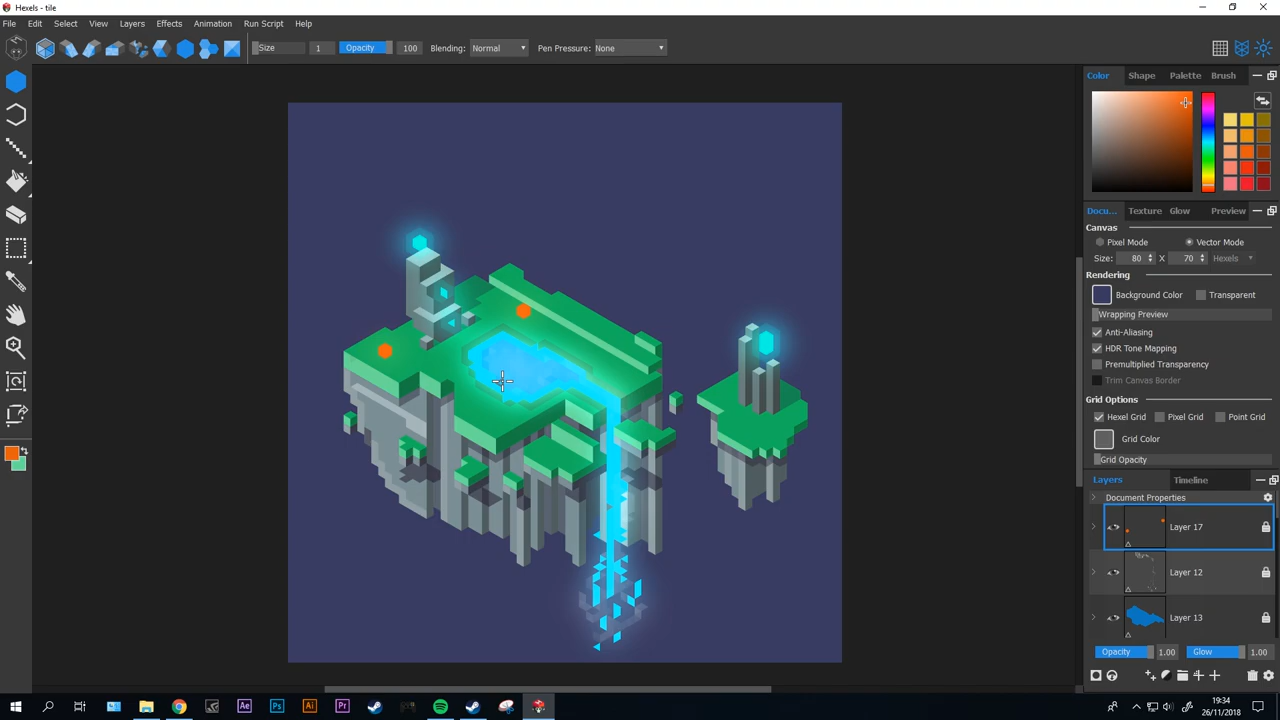 Hexels - tile
File Edit Select View Layers Effects Animation Run Script Help
Size 1 Opacity 100 Blending: Normal Pen Pressure: None
Color Shape Palette Brush
Docu... Texture Glow Preview
Canvas
Pixel Mode Vector Mode
Size: 80 X 70 Hexels
Rendering
Background Color Transparent
Wrapping Preview
Anti-Aliasing
HDR Tone Mapping
Premultiplied Transparency
Trim Canvas Border
Grid Options
Hexel Grid Pixel Grid Point Grid
Grid Color
Grid Opacity
Layers Timeline
Document Properties
Layer 17
Layer 12
Layer 13
Opacity 1.00 Glow 1.00
Ae Ps Ai Pr
19:34
26/11/2018